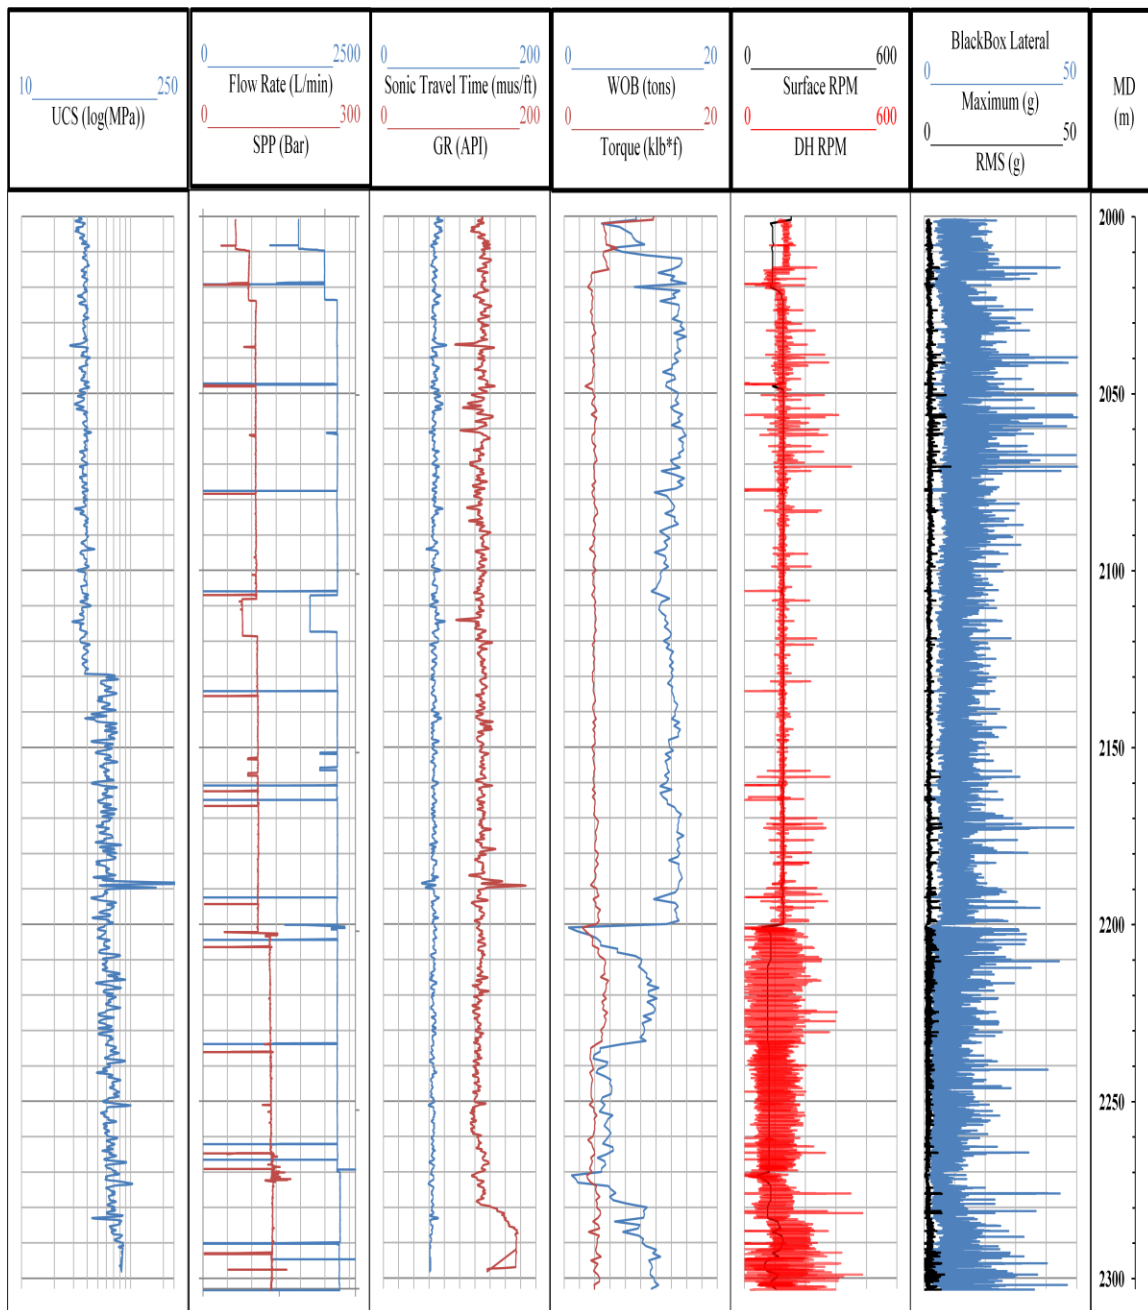 10 250
UCS (log(MPa))
0 2500
Flow Rate (L/min)
0 300
SPP (Bar)
0 200
Sonic Travel Time (mus/ft)
0 200
GR (API)
0 20
WOB (tons)
0 20
Torque (klb*f)
0 600
Surface RPM
0 600
DH RPM
BlackBox Lateral
0 50
Maximum (g)
0 50
RMS (g)
MD
(m)
2000
2050
2100
2150
2200
2250
2300